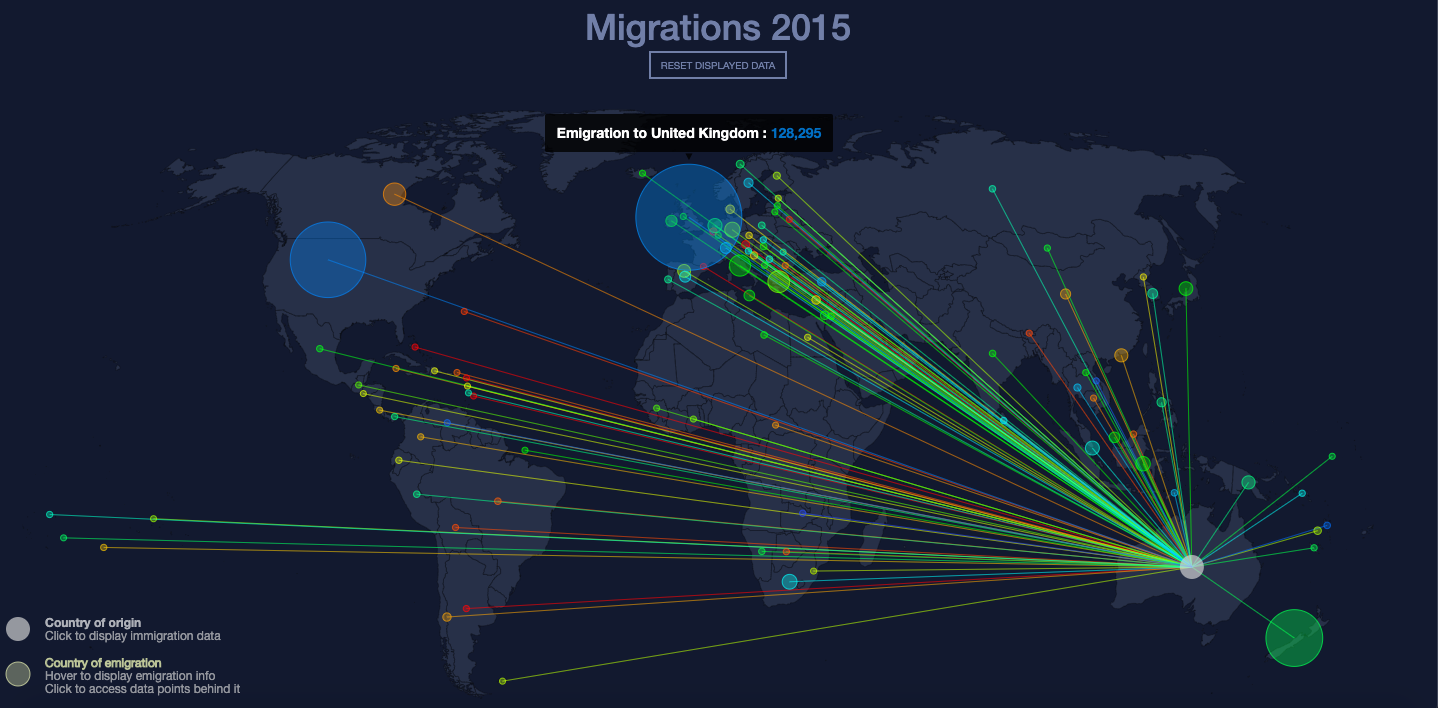 Migrations 2015
RESET DISPLAYED DATA
Emigration to United Kingdom : 128,295
Country of origin
Click to display immigration data
Country of emigration
Hover to display emigration info
Click to access data points behind it